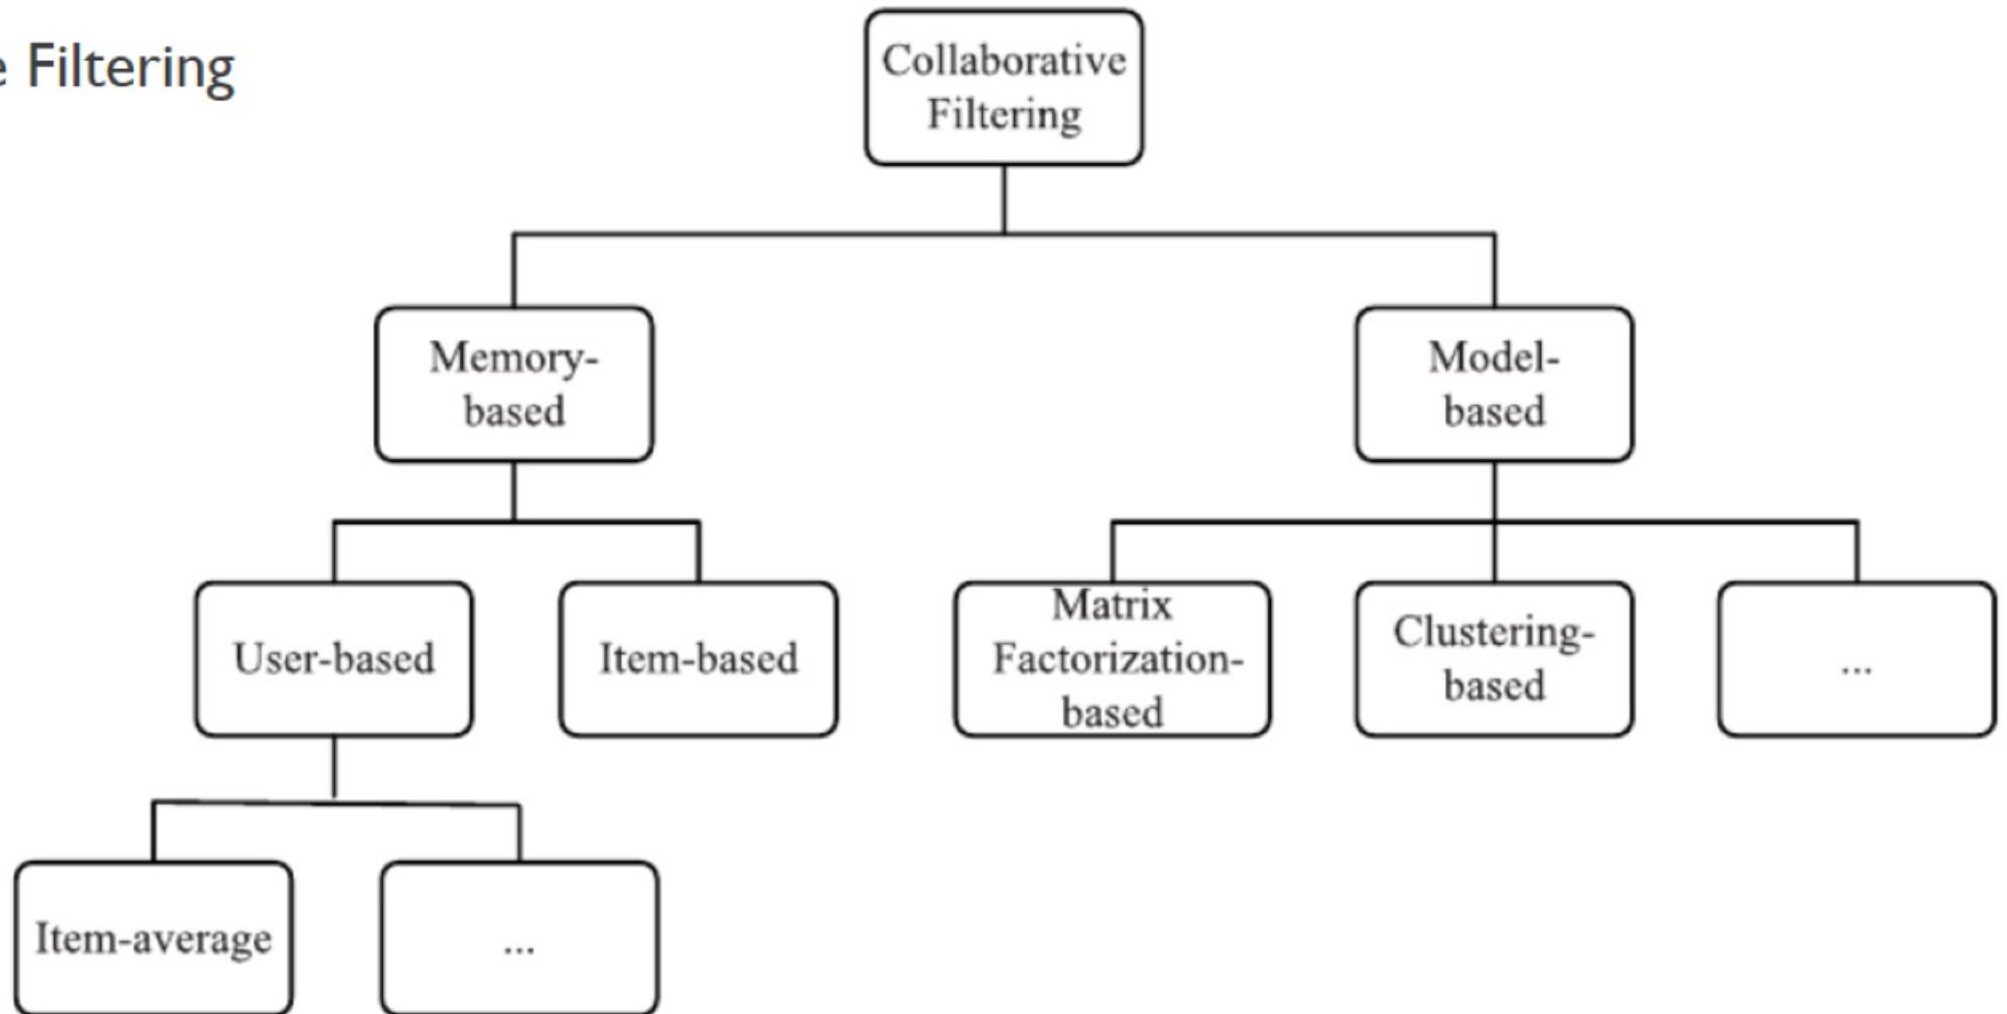 e Filtering
Collaborative
Filtering
Memory-
based
Model-
based
User-based
Item-based
Matrix
Factorization-
based
Clustering-
based
...
Item-average
...